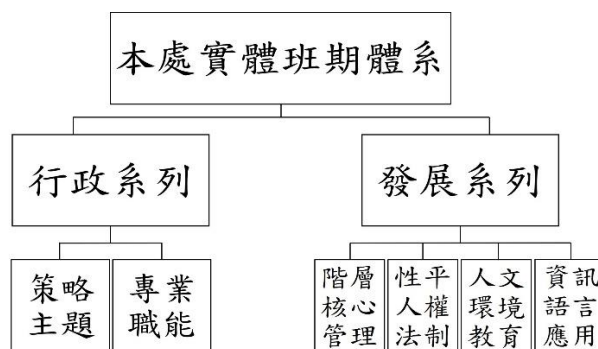 本處實體班期體系
行政系列
發展系列
策略
主題
專業
職能
階層
核心
管理
性平
人權
法制
人文
環境
教育
資訊
語言
應用